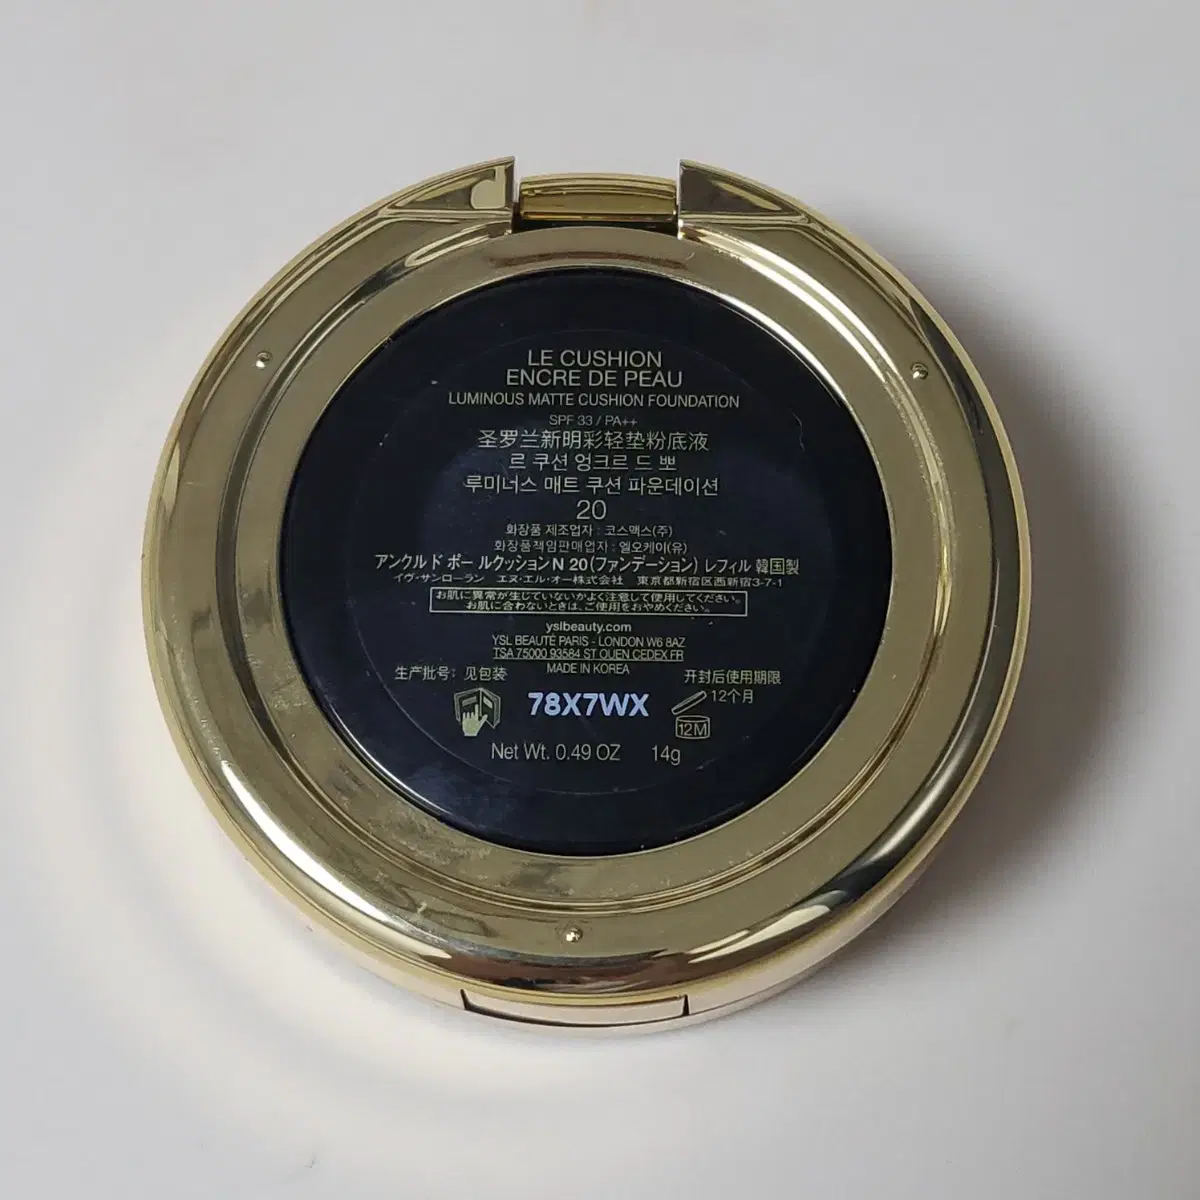 LE CUSHION
ENCRE DE PEAU
LUMINOUS MATTE CUSHION FOUNDATION
SPF 33 / PA++
圣罗兰新明彩轻垫粉底液
르 쿠션 엉크르 드 뽀
루미너스 매트 쿠션 파운데이션
20
화장품 제조업자 : 코스맥스(주)
화장품책임판매업자 : 엘오케이(유)
アンクル ド ポー ルクッション N 20 (ファンデーション) レフィル 韓国製
イヴ・サンローラン エヌ・エル・オー株式会社 東京都新宿区西新宿3-7-1
お肌に異常が生じていないかよく注意して使用してください。
お肌に合わないときは、ご使用をおやめください。
yslbeauty.com
YSL BEAUTÉ PARIS - LONDON W6 8AZ
TSA 75000 93584 ST OUEN CEDEX FR
MADE IN KOREA
生产批号：见包装
开封后使用期限
12个月
78X7WX
12M
Net Wt. 0.49 OZ 14g